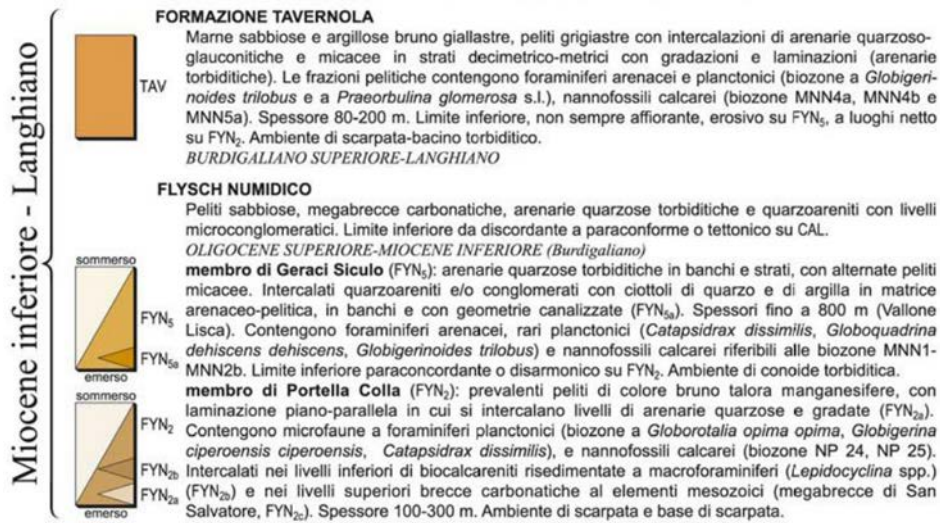 Miocene inferiore - Langhiano
FORMAZIONE TAVERNOLA
Marne sabbiose e argillose bruno giallastre, peliti grigiastre con intercalazioni di arenarie quarzoso-
glauconitiche e micacee in strati decimetrico-metrici con gradazioni e laminazioni (arenarie
torbiditiche). Le frazioni pelitiche contengono foraminiferi arenacei e planctonici (biozone a Globigeri-
noides trilobus e a Praeorbulina glomerosa s.l.), nannofossili calcarei (biozone MNN4a, MNN4b e
MNN5a). Spessore 80-200 m. Limite inferiore, non sempre affiorante, erosivo su FYN5, a luoghi netto
su FYN2. Ambiente di scarpata-bacino torbiditico.
BURDIGALIANO SUPERIORE-LANGHIANO
TAV
FLYSCH NUMIDICO
Peliti sabbiose, megabrecce carbonatiche, arenarie quarzose torbiditiche e quarzoareniti con livelli
microconglomeratici. Limite inferiore da discordante a paraconforme o tettonico su CAL.
OLIGOCENE SUPERIORE-MIOCENE INFERIORE (Burdigaliano)
membro di Geraci Siculo (FYN5): arenarie quarzose torbiditiche in banchi e strati, con alternate peliti
micacee. Intercalati quarzoareniti e/o conglomerati con ciottoli di quarzo e di argilla in matrice
arenaceo-pelitica, in banchi e con geometrie canalizzate (FYN5a). Spessori fino a 800 m (Vallone
Lisca). Contengono foraminiferi arenacei, rari planctonici (Catapsidrax dissimilis, Globoquadrina
dehiscens dehiscens, Globigerinoides trilobus) e nannofossili calcarei riferibili alle biozone MNN1-
MNN2b. Limite inferiore paraconcordante o disarmonico su FYN2. Ambiente di conoide torbiditica.
sommerso
FYN5
FYN5a
emerso
membro di Portella Colla (FYN2): prevalenti peliti di colore bruno talora manganesifere, con
laminazione piano-parallela in cui si intercalano livelli di arenarie quarzose e gradate (FYN2a).
Contengono microfaune a foraminiferi planctonici (biozone a Globorotalia opima opima, Globigerina
ciperoensis ciperoensis, Catapsidrax dissimilis), e nannofossili calcarei (biozone NP 24, NP 25).
Intercalati nei livelli inferiori di biocalcareniti risedimentate a macroforaminiferi (Lepidocyclina spp.)
(FYN2b) e nei livelli superiori brecce carbonatiche al elementi mesozoici (megabrecce di San
Salvatore, FYN2c). Spessore 100-300 m. Ambiente di scarpata e base di scarpata.
sommerso
FYN2
FYN2b
FYN2a
emerso